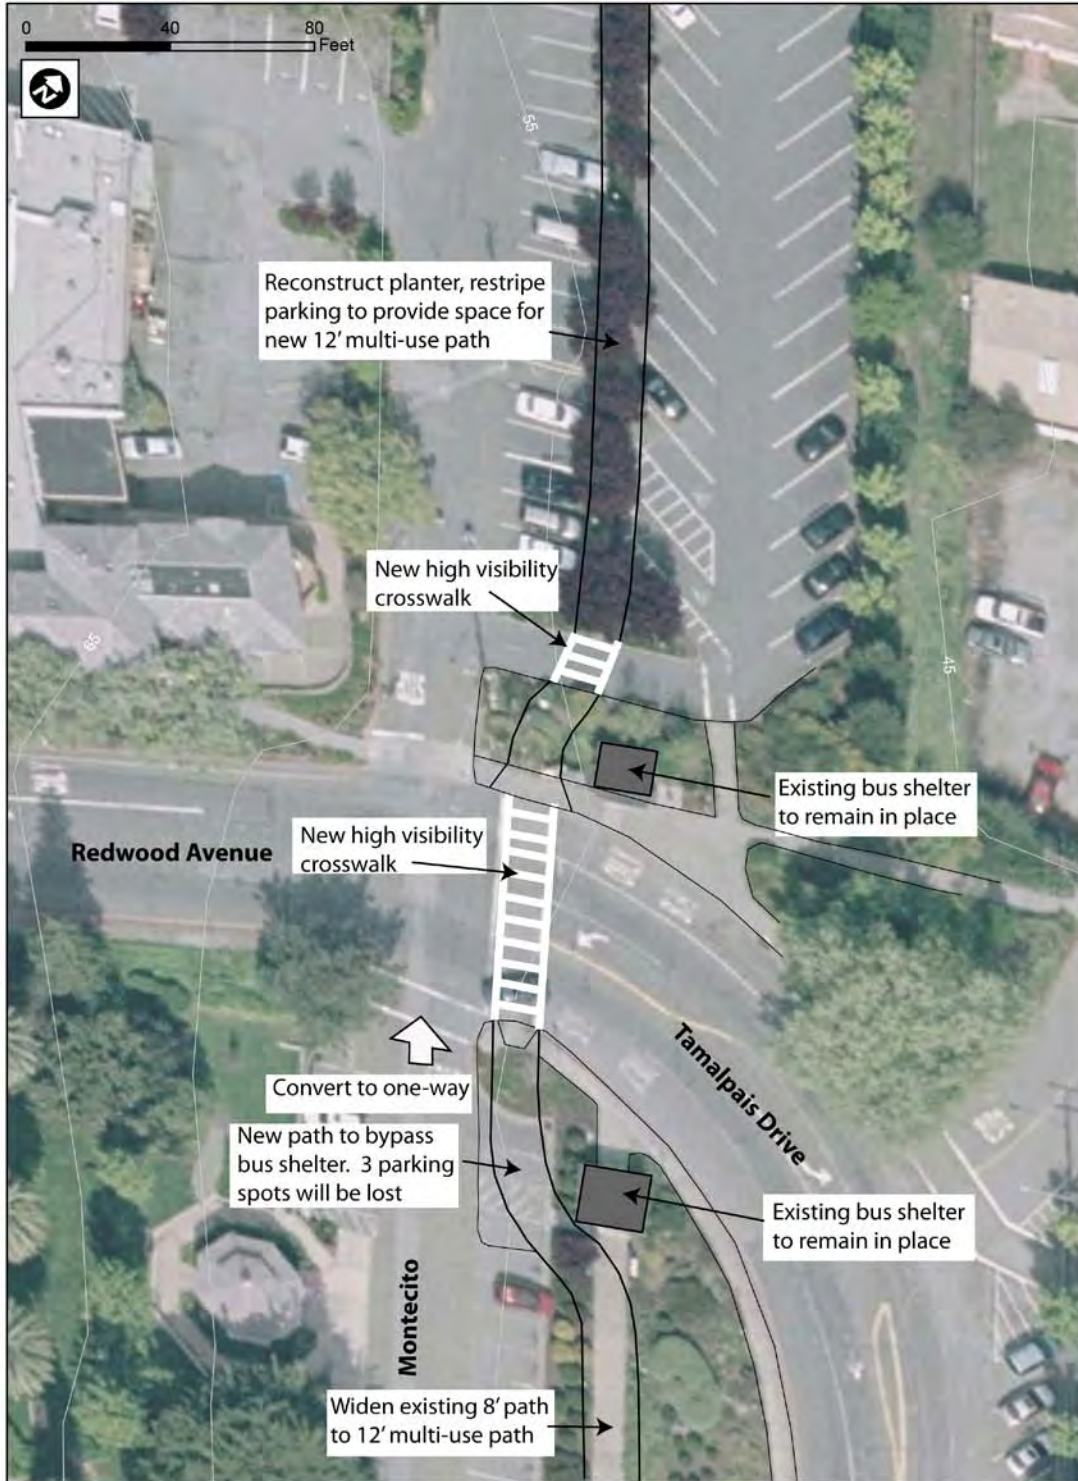 0
40
80
Feet
N
55
Reconstruct planter, restripe
parking to provide space for
new 12' multi-use path
New high visibility
crosswalk
65
45
Existing bus shelter
to remain in place
New high visibility
crosswalk
Redwood Avenue
Convert to one-way
Tamalpais Drive
New path to bypass
bus shelter.  3 parking
spots will be lost
Existing bus shelter
to remain in place
Montecito
Widen existing 8' path
to 12' multi-use path